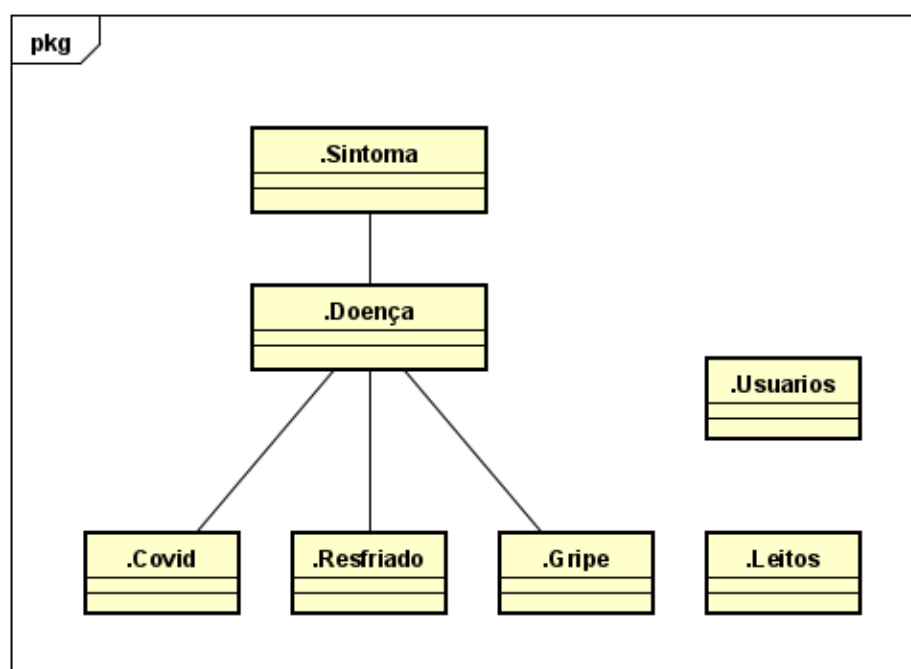 pkg
.Sintoma
.Doença
.Usuarios
.Covid
.Resfriado
.Gripe
.Leitos